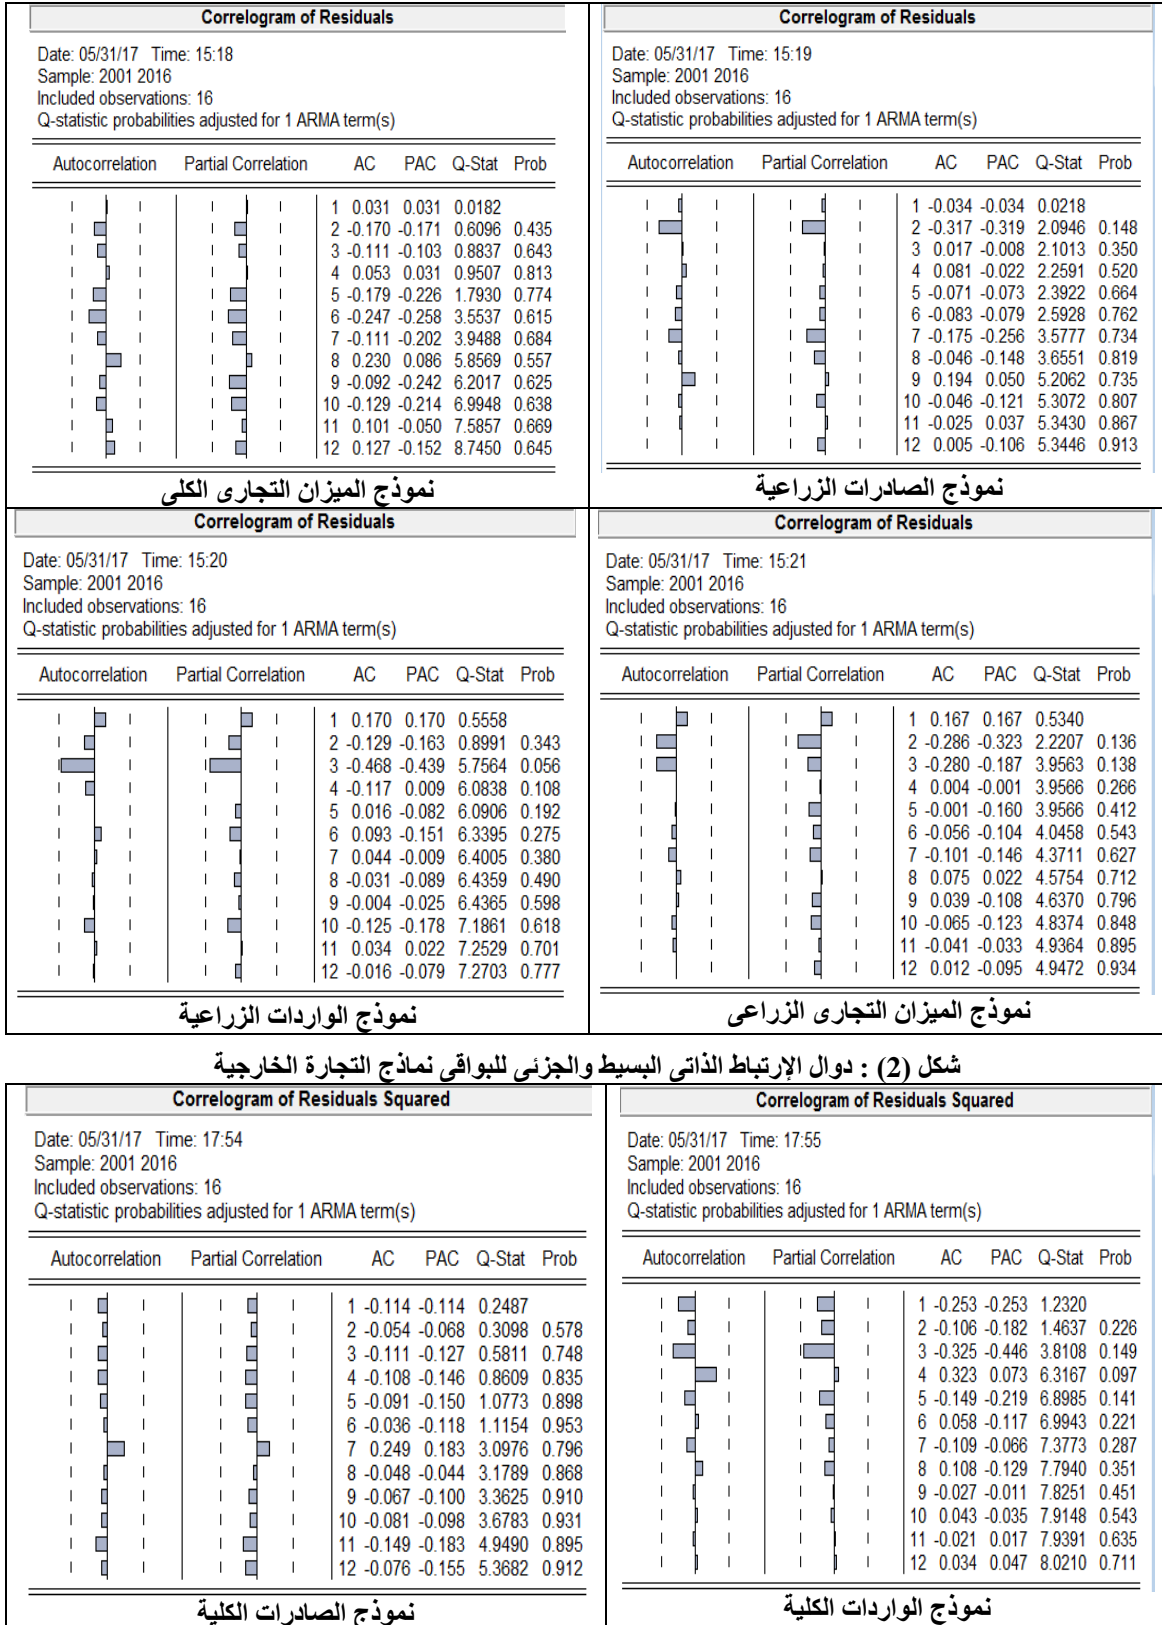 Correlogram of Residuals
Date: 05/31/17 Time: 15:18
Sample: 2001 2016
Included observations: 16
Q-statistic probabilities adjusted for 1 ARMA term(s)
Autocorrelation Partial Correlation AC PAC Q-Stat Prob
1 0.031 0.031 0.0182
2 -0.170 -0.171 0.6096 0.435
3 -0.111 -0.103 0.8837 0.643
4 0.053 0.031 0.9507 0.813
5 -0.179 -0.226 1.7930 0.774
6 -0.247 -0.258 3.5537 0.615
7 -0.111 -0.202 3.9488 0.684
8 0.230 0.086 5.8569 0.557
9 -0.092 -0.242 6.2017 0.625
10 -0.129 -0.214 6.9948 0.638
11 0.101 -0.050 7.5857 0.669
12 0.127 -0.152 8.7450 0.645
نموذج الميزان التجارى الكلى
Correlogram of Residuals
Date: 05/31/17 Time: 15:19
Sample: 2001 2016
Included observations: 16
Q-statistic probabilities adjusted for 1 ARMA term(s)
Autocorrelation Partial Correlation AC PAC Q-Stat Prob
1 -0.034 -0.034 0.0218
2 -0.317 -0.319 2.0946 0.148
3 0.017 -0.008 2.1013 0.350
4 0.081 -0.022 2.2591 0.520
5 -0.071 -0.073 2.3922 0.664
6 -0.083 -0.079 2.5928 0.762
7 -0.175 -0.256 3.5777 0.734
8 -0.046 -0.148 3.6551 0.819
9 0.194 0.050 5.2062 0.735
10 -0.046 -0.121 5.3072 0.807
11 -0.025 0.037 5.3430 0.867
12 0.005 -0.106 5.3446 0.913
نموذج الصادرات الزراعية
Correlogram of Residuals
Date: 05/31/17 Time: 15:20
Sample: 2001 2016
Included observations: 16
Q-statistic probabilities adjusted for 1 ARMA term(s)
Autocorrelation Partial Correlation AC PAC Q-Stat Prob
1 0.170 0.170 0.5558
2 -0.129 -0.163 0.8991 0.343
3 -0.468 -0.439 5.7564 0.056
4 -0.117 0.009 6.0838 0.108
5 0.016 -0.082 6.0906 0.192
6 0.093 -0.151 6.3395 0.275
7 0.044 -0.009 6.4005 0.380
8 -0.031 -0.089 6.4359 0.490
9 -0.004 -0.025 6.4365 0.598
10 -0.125 -0.178 7.1861 0.618
11 0.034 0.022 7.2529 0.701
12 -0.016 -0.079 7.2703 0.777
نموذج الواردات الزراعية
Correlogram of Residuals
Date: 05/31/17 Time: 15:21
Sample: 2001 2016
Included observations: 16
Q-statistic probabilities adjusted for 1 ARMA term(s)
Autocorrelation Partial Correlation AC PAC Q-Stat Prob
1 0.167 0.167 0.5340
2 -0.286 -0.323 2.2207 0.136
3 -0.280 -0.187 3.9563 0.138
4 0.004 -0.001 3.9566 0.266
5 -0.001 -0.160 3.9566 0.412
6 -0.056 -0.104 4.0458 0.543
7 -0.101 -0.146 4.3711 0.627
8 0.075 0.022 4.5754 0.712
9 0.039 -0.108 4.6370 0.796
10 -0.065 -0.123 4.8374 0.848
11 -0.041 -0.033 4.9364 0.895
12 0.012 -0.095 4.9472 0.934
نموذج الميزان التجارى الزراعى
شكل (2) : دوال الإرتباط الذاتى البسيط والجزئى للبواقى نماذج التجارة الخارجية
Correlogram of Residuals Squared
Date: 05/31/17 Time: 17:54
Sample: 2001 2016
Included observations: 16
Q-statistic probabilities adjusted for 1 ARMA term(s)
Autocorrelation Partial Correlation AC PAC Q-Stat Prob
1 -0.114 -0.114 0.2487
2 -0.054 -0.068 0.3098 0.578
3 -0.111 -0.127 0.5811 0.748
4 -0.108 -0.146 0.8609 0.835
5 -0.091 -0.150 1.0773 0.898
6 -0.036 -0.118 1.1154 0.953
7 0.249 0.183 3.0976 0.796
8 -0.048 -0.044 3.1789 0.868
9 -0.067 -0.100 3.3625 0.910
10 -0.081 -0.098 3.6783 0.931
11 -0.149 -0.183 4.9490 0.895
12 -0.076 -0.155 5.3682 0.912
نموذج الصادرات الكلية
Correlogram of Residuals Squared
Date: 05/31/17 Time: 17:55
Sample: 2001 2016
Included observations: 16
Q-statistic probabilities adjusted for 1 ARMA term(s)
Autocorrelation Partial Correlation AC PAC Q-Stat Prob
1 -0.253 -0.253 1.2320
2 -0.106 -0.182 1.4637 0.226
3 -0.325 -0.446 3.8108 0.149
4 0.323 0.073 6.3167 0.097
5 -0.149 -0.219 6.8985 0.141
6 0.058 -0.117 6.9943 0.221
7 -0.109 -0.066 7.3773 0.287
8 0.108 -0.129 7.7940 0.351
9 -0.027 -0.011 7.8251 0.451
10 0.043 -0.035 7.9148 0.543
11 -0.021 0.017 7.9391 0.635
12 0.034 0.047 8.0210 0.711
نموذج الواردات الكلية